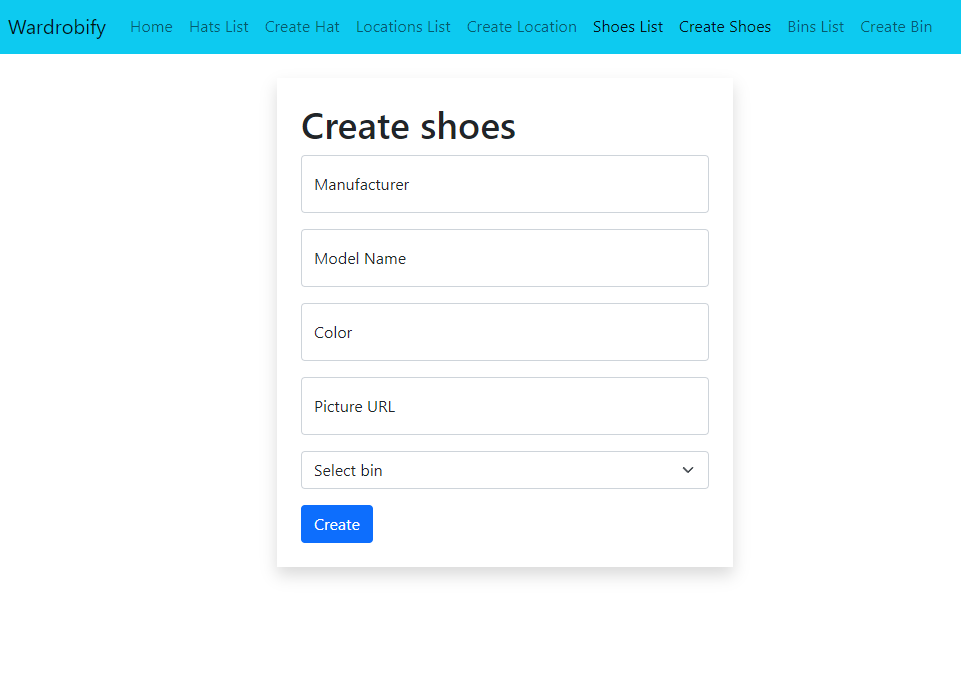 Wardrobify Home Hats List Create Hat Locations List Create Location Shoes List Create Shoes Bins List Create Bin
Create shoes
Manufacturer
Model Name
Color
Picture URL
Select bin
Create